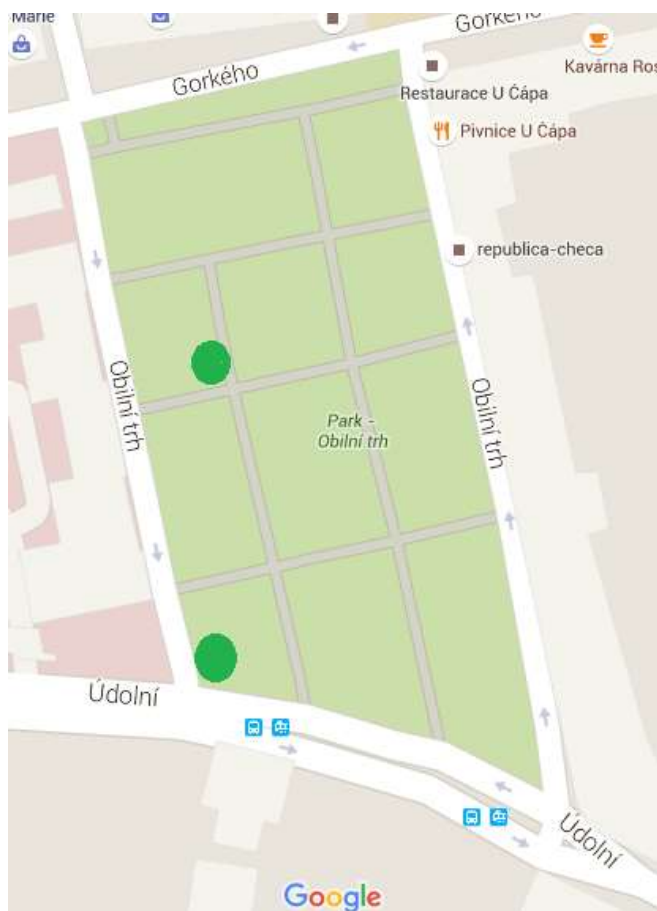 Marie
Gorkého
Gorkého
Kavárna Ros
Restaurace U Čápa
Pivnice U Čápa
republica-checa
Obilní trh
Park -
Obilní trh
Obilní trh
Údolní
Údolní
Google